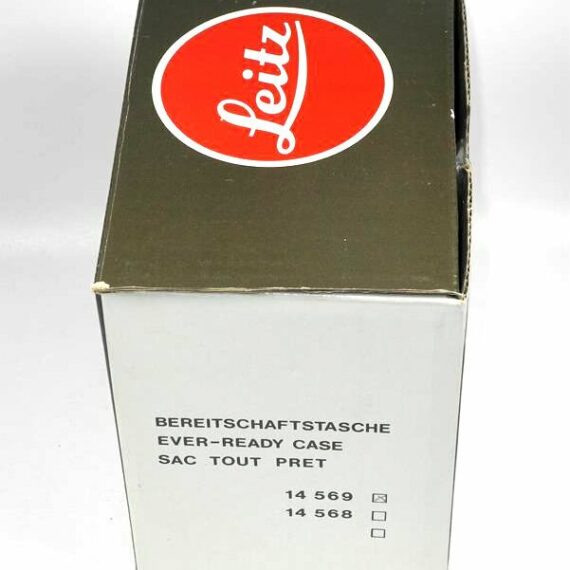 Leitz
BEREITSCHAFTSTASCHE
EVER-READY CASE
SAC TOUT PRET
14 569 ☒
14 568 ☐
☐